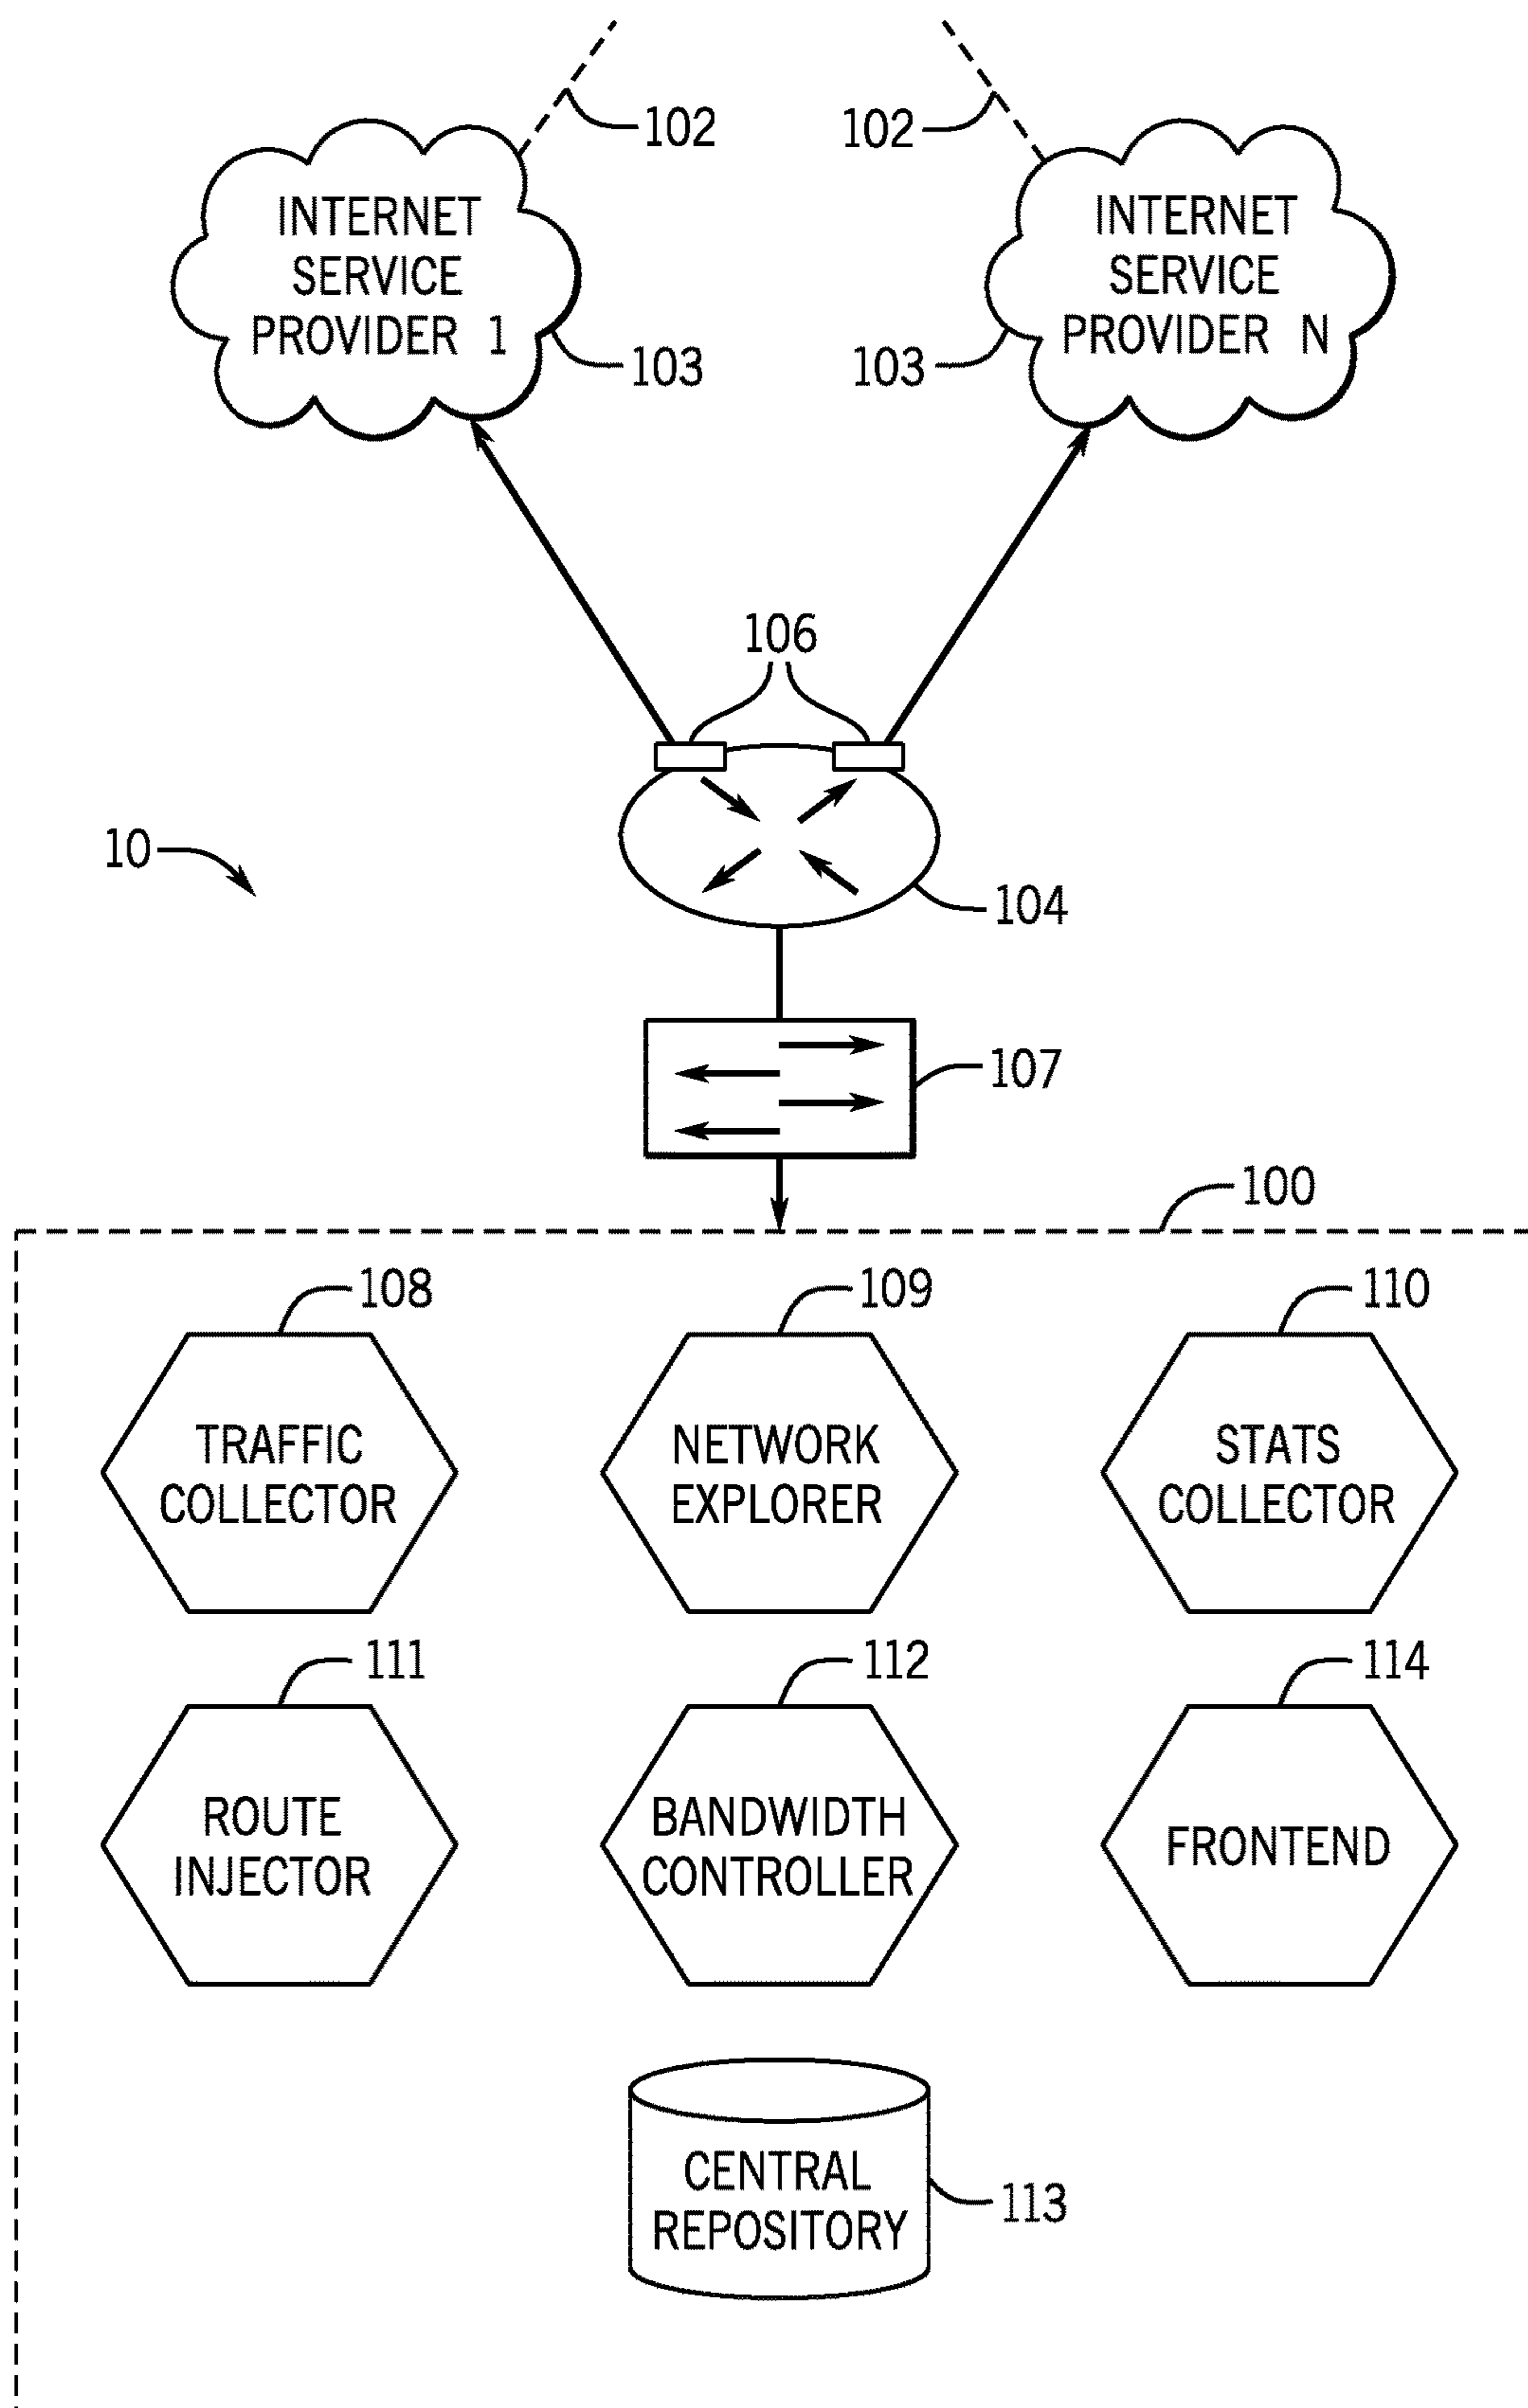 102
102
INTERNET
SERVICE
PROVIDER 1
INTERNET
SERVICE
PROVIDER N
103
103
106
10
104
107
100
108
109
110
TRAFFIC
COLLECTOR
NETWORK
EXPLORER
STATS
COLLECTOR
111
112
114
ROUTE
INJECTOR
BANDWIDTH
CONTROLLER
FRONTEND
CENTRAL
REPOSITORY
113